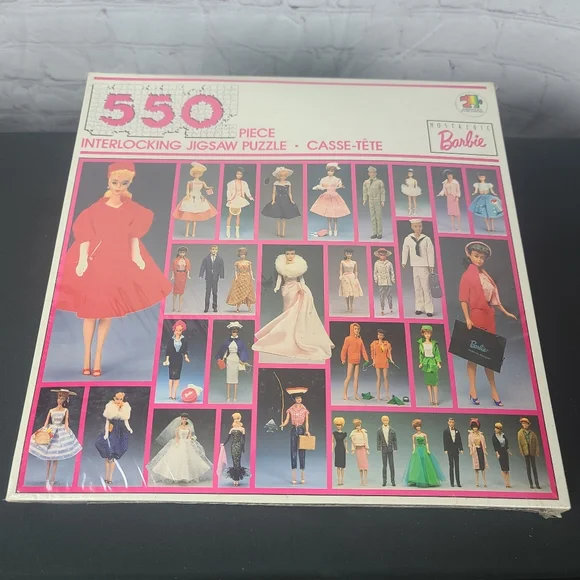 550
PIECE
INTERLOCKING JIGSAW PUZZLE • CASSE-TÊTE
NOSTALGIC
Barbie
Barbie